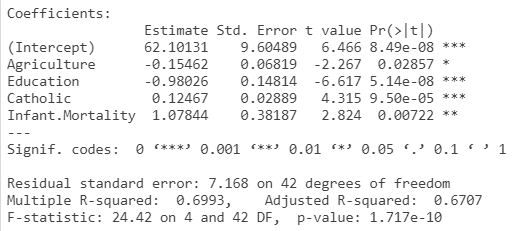 Coefficients:
                 Estimate Std. Error t value Pr(>|t|)
(Intercept)      62.10131    9.60489   6.466 8.49e-08 ***
Agriculture      -0.15462    0.06819  -2.267  0.02857 *
Education        -0.98026    0.14814  -6.617 5.14e-08 ***
Catholic          0.12467    0.02889   4.315 9.50e-05 ***
Infant.Mortality  1.07844    0.38187   2.824  0.00722 **
---
Signif. codes:  0 ‘***’ 0.001 ‘**’ 0.01 ‘*’ 0.05 ‘.’ 0.1 ‘ ’ 1
Residual standard error: 7.168 on 42 degrees of freedom
Multiple R-squared:  0.6993,    Adjusted R-squared:  0.6707
F-statistic: 24.42 on 4 and 42 DF,  p-value: 1.717e-10